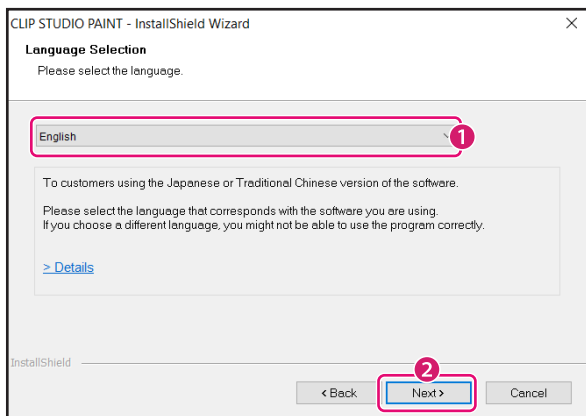 CLIP STUDIO PAINT - InstallShield Wizard
Language Selection
Please select the language.
English
1
To customers using the Japanese or Traditional Chinese version of the software.
Please select the language that corresponds with the software you are using.
If you choose a different language, you might not be able to use the program correctly.
> Details
InstallShield
2
< Back
Next >
Cancel